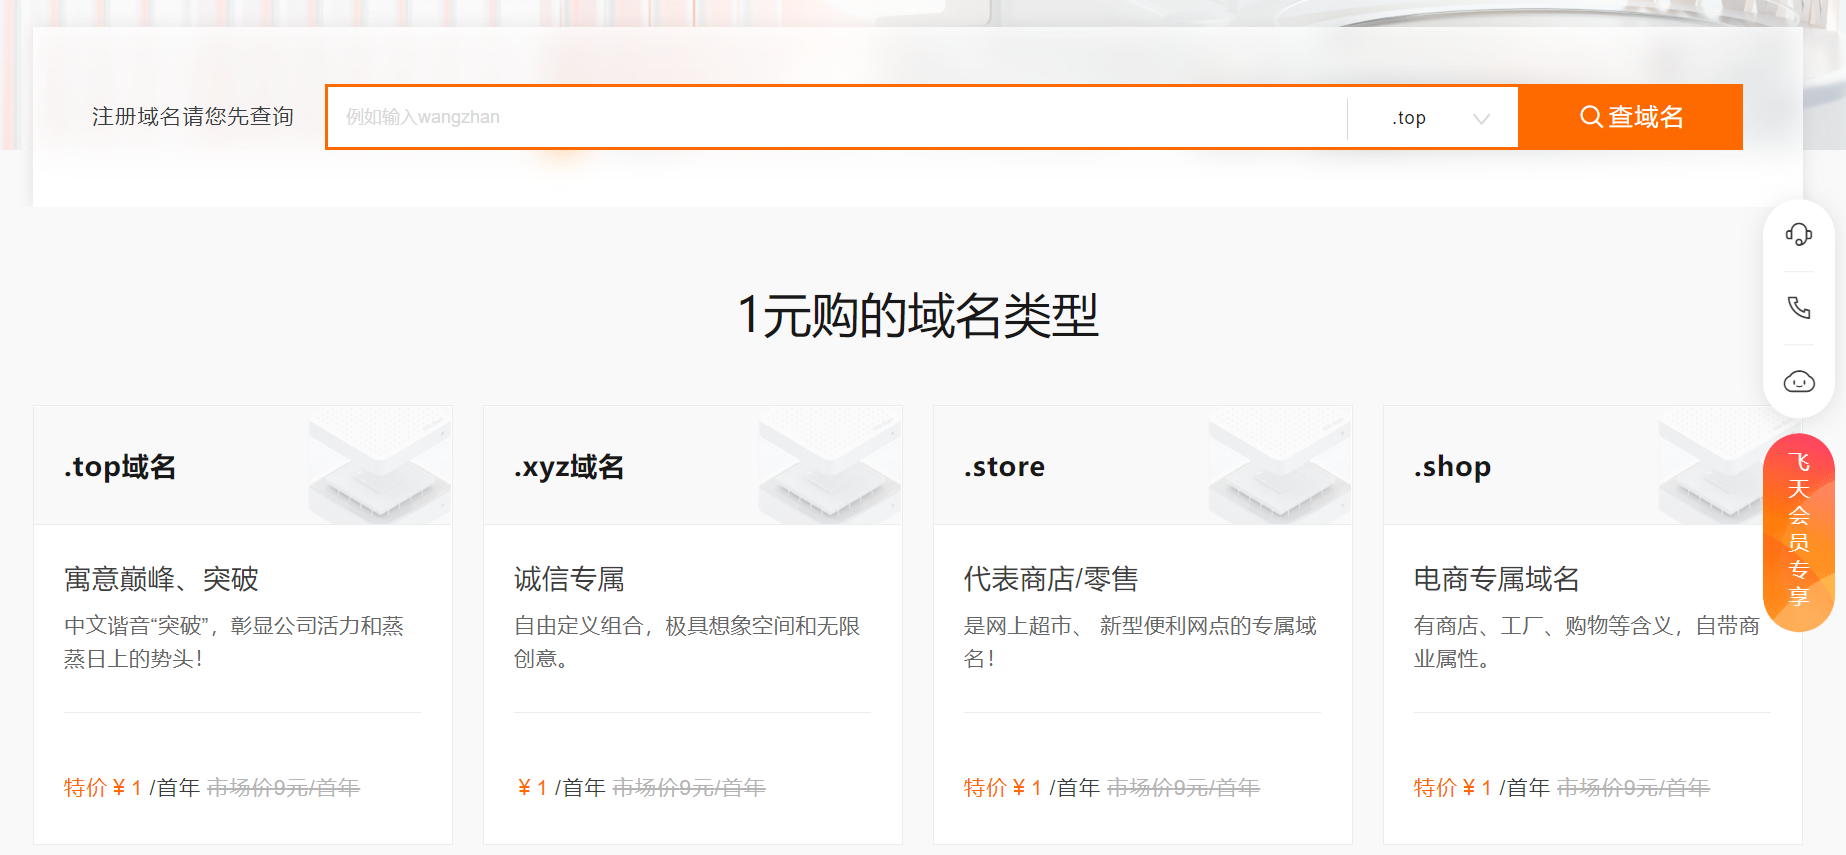 注册域名请您先查询
例如输入wangzhan
.top
查域名
1元购的域名类型
.top域名
寓意巅峰、突破
中文谐音“突破”，彰显公司活力和蒸
蒸日上的势头！
特价 ¥ 1 /首年 市场价9元/首年
.xyz域名
诚信专属
自由定义组合，极具想象空间和无限
创意。
¥ 1 /首年 市场价9元/首年
.store
代表商店/零售
是网上超市、 新型便利网点的专属域
名！
特价 ¥ 1 /首年 市场价9元/首年
.shop
电商专属域名
有商店、工厂、购物等含义，自带商
业属性。
特价 ¥ 1 /首年 市场价9元/首年
飞天会员专享